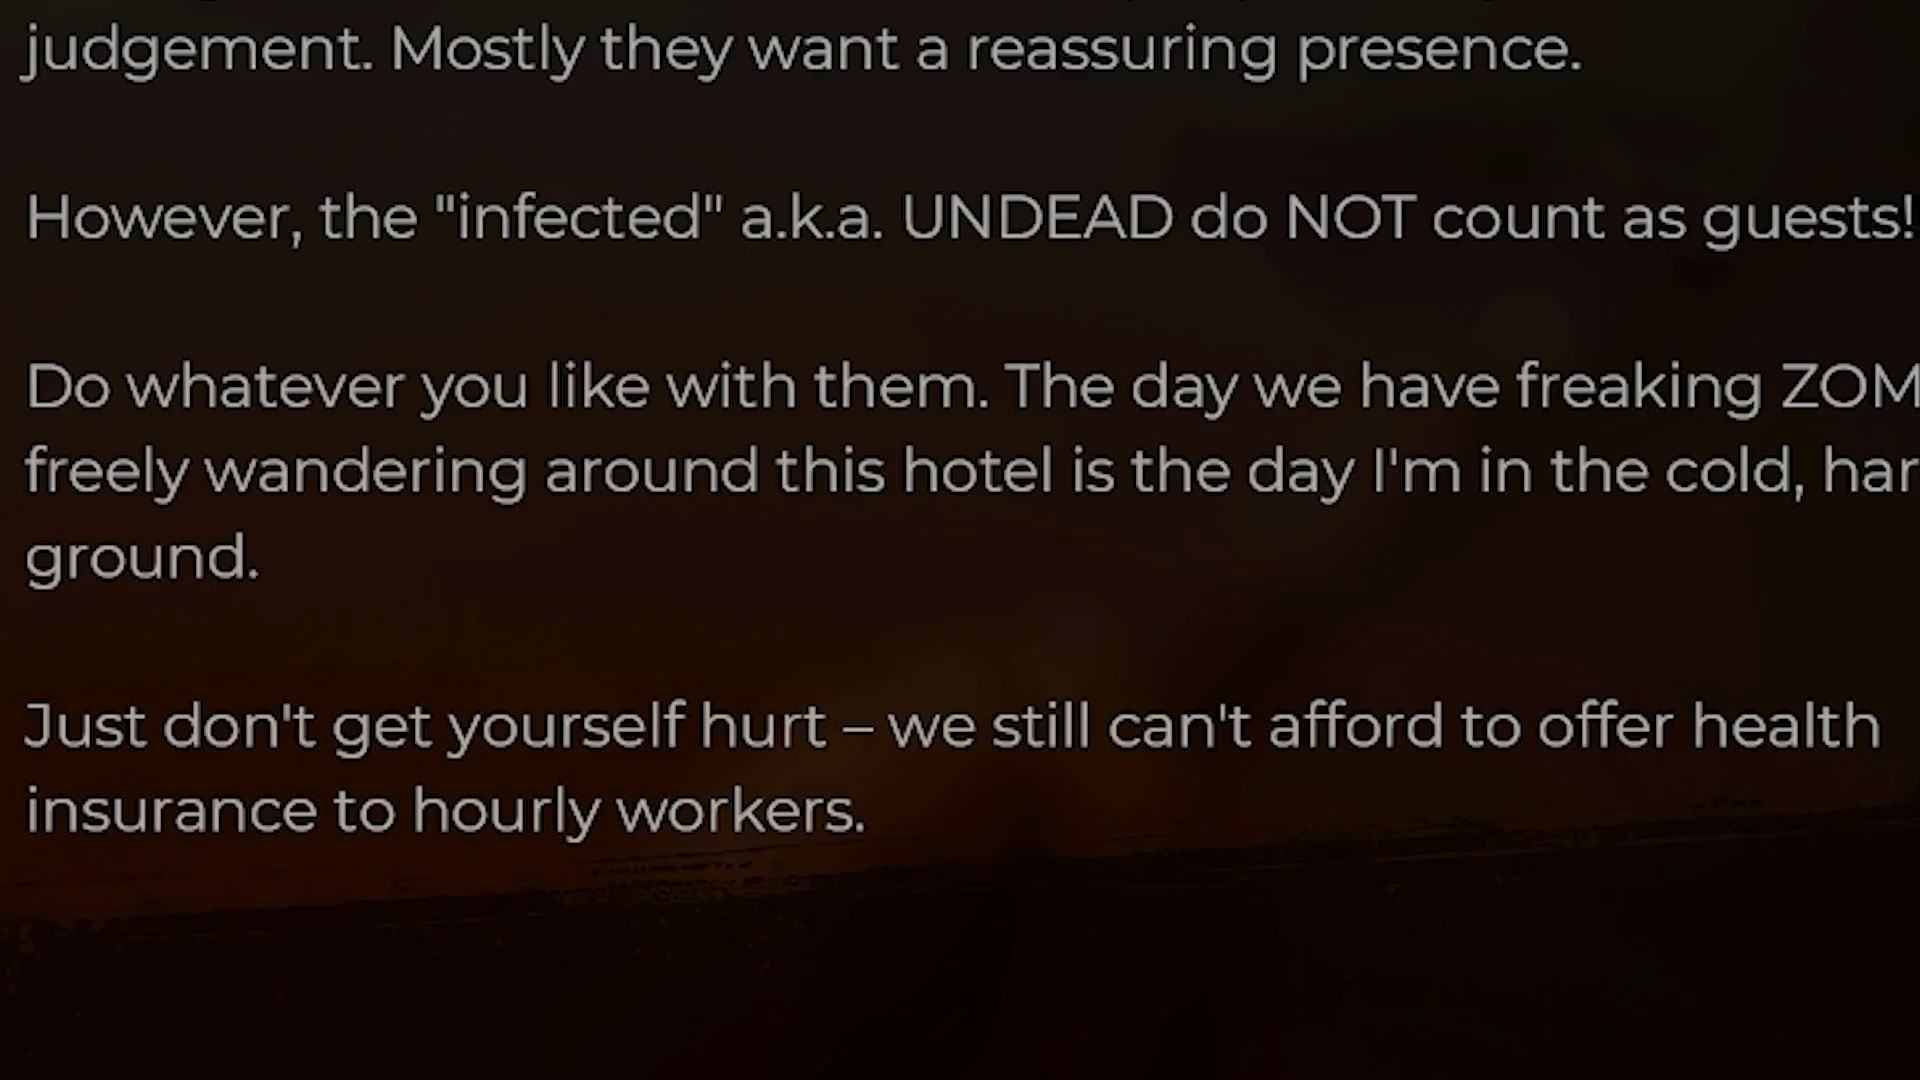 judgement. Mostly they want a reassuring presence.
However, the "infected" a.k.a. UNDEAD do NOT count as guests!
Do whatever you like with them. The day we have freaking ZOM
freely wandering around this hotel is the day I'm in the cold, har
ground.
Just don't get yourself hurt – we still can't afford to offer health
insurance to hourly workers.